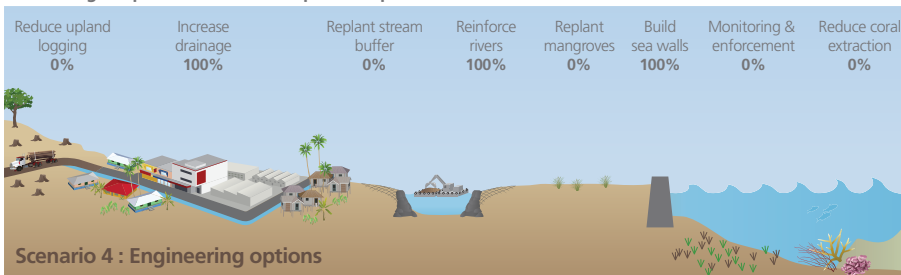 Reduce upland
logging
0%
Increase
drainage
100%
Replant stream
buffer
0%
Reinforce
rivers
100%
Replant
mangroves
0%
Build
sea walls
100%
Monitoring &
enforcement
0%
Reduce coral
extraction
0%
Scenario 4 : Engineering options